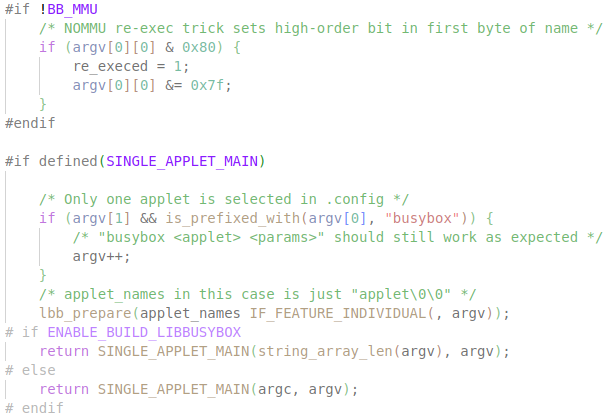 #if !BB_MMU
    /* NOMMU re-exec trick sets high-order bit in first byte of name */
    if (argv[0][0] & 0x80) {
        re_execed = 1;
        argv[0][0] &= 0x7f;
    }
#endif

#if defined(SINGLE_APPLET_MAIN)

    /* Only one applet is selected in .config */
    if (argv[1] && is_prefixed_with(argv[0], "busybox")) {
        /* "busybox <applet> <params>" should still work as expected */
        argv++;
    }
    /* applet_names in this case is just "applet\0\0" */
    lbb_prepare(applet_names IF_FEATURE_INDIVIDUAL(, argv));
# if ENABLE_BUILD_LIBBUSYBOX
    return SINGLE_APPLET_MAIN(string_array_len(argv), argv);
# else
    return SINGLE_APPLET_MAIN(argc, argv);
# endif